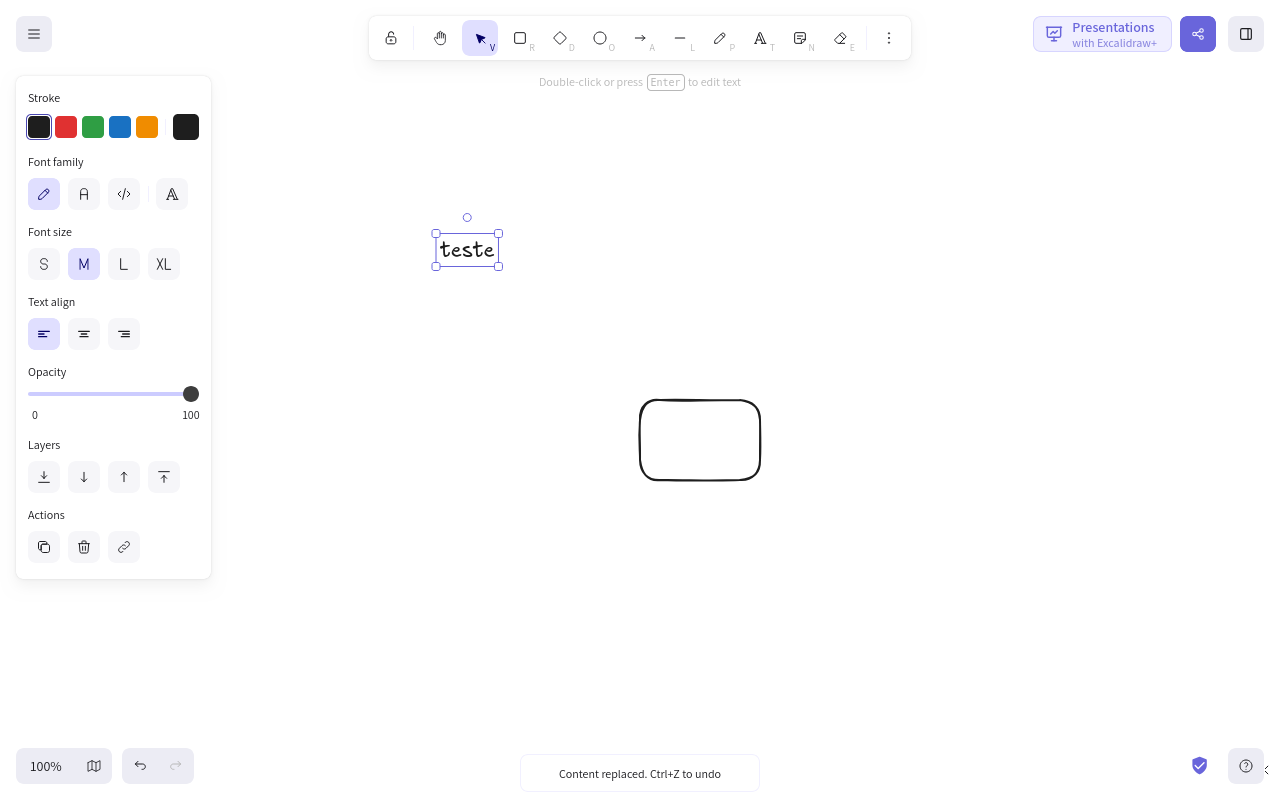 V
R
D
O
A
L
P
T
N
E
Presentations
with Excalidraw+
Double-click or press Enter to edit text
Stroke
Font family
Font size
S
M
L
XL
Text align
Opacity
0
100
Layers
Actions
teste
100%
Content replaced. Ctrl+Z to undo